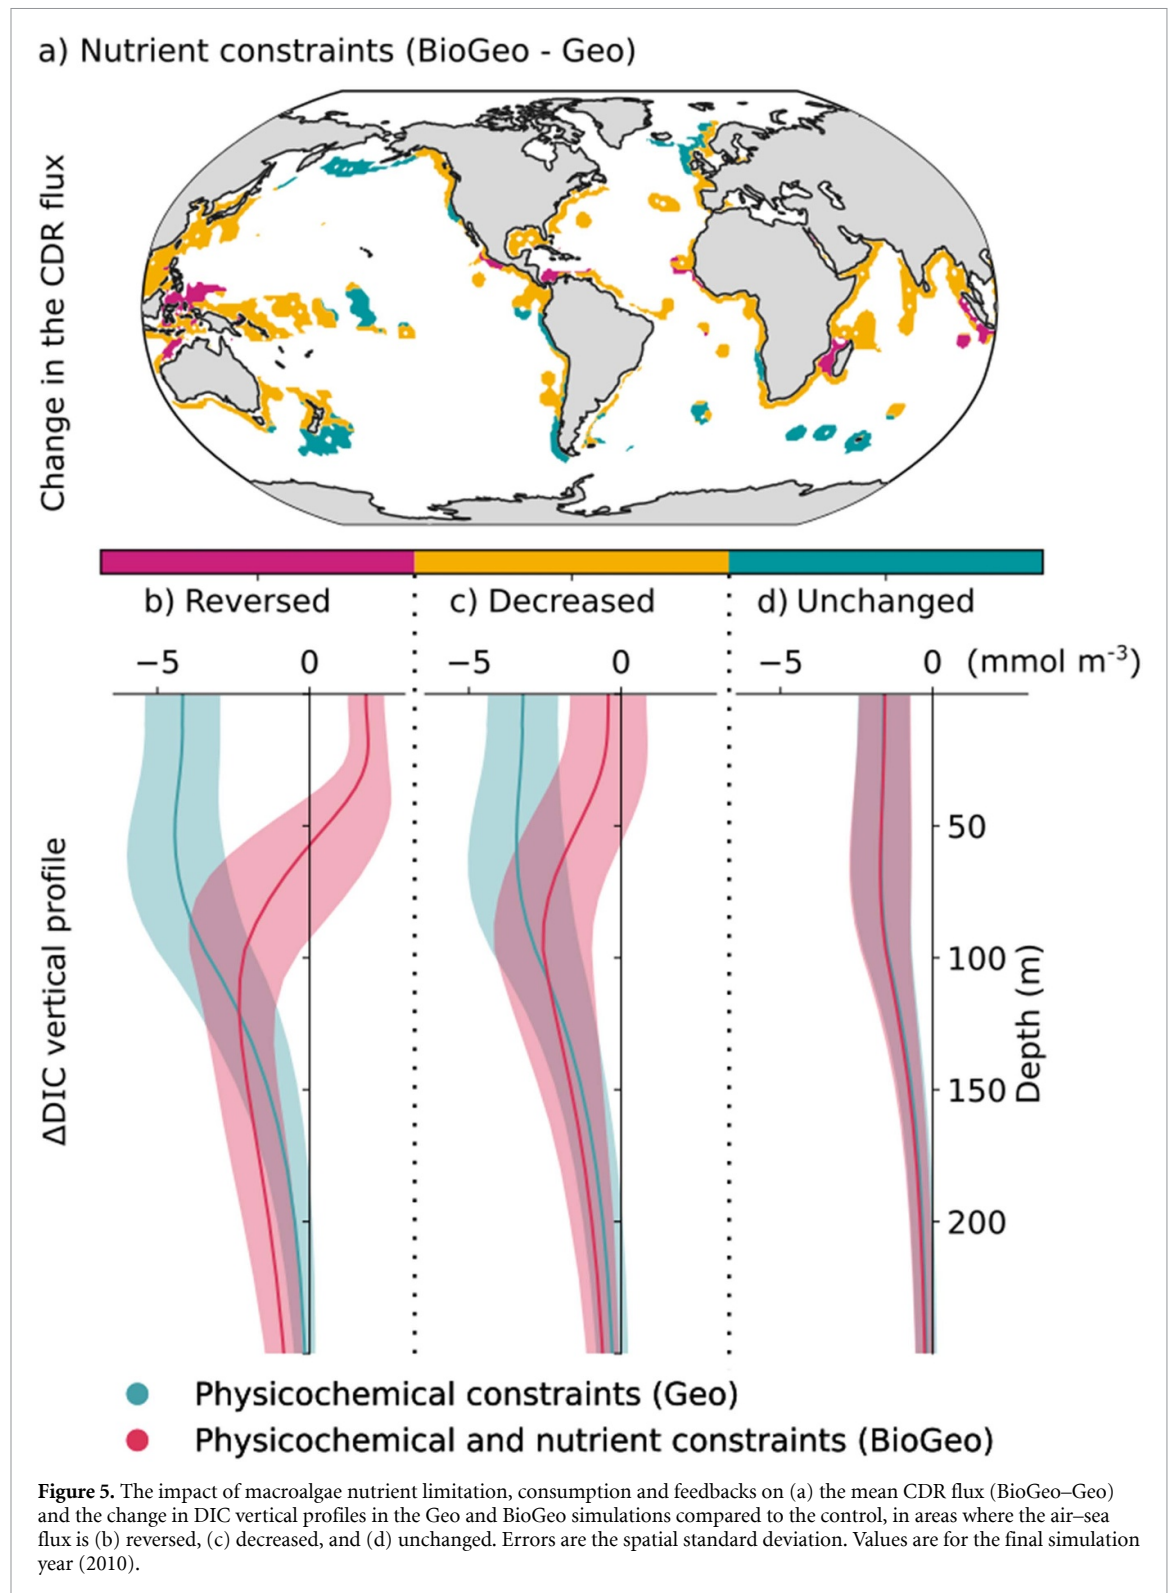 a) Nutrient constraints (BioGeo - Geo)
Change in the CDR flux
b) Reversed
c) Decreased
d) Unchanged
−5 0 −5 0 −5 0 (mmol m⁻³)
50
100
150
200
Depth (m)
ΔDIC vertical profile
Physicochemical constraints (Geo)
Physicochemical and nutrient constraints (BioGeo)
Figure 5. The impact of macroalgae nutrient limitation, consumption and feedbacks on (a) the mean CDR flux (BioGeo–Geo)
and the change in DIC vertical profiles in the Geo and BioGeo simulations compared to the control, in areas where the air–sea
flux is (b) reversed, (c) decreased, and (d) unchanged. Errors are the spatial standard deviation. Values are for the final simulation
year (2010).